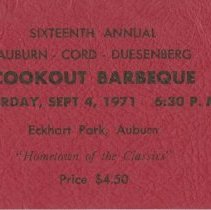 SIXTEENTH ANNUAL
AUBURN - CORD - DUESENBERG
COOKOUT BARBEQUE
RDAY, SEPT 4, 1971 6:30 P. M
Eckhart Park, Auburn
"Hometown of the Classics"
Price $4.50